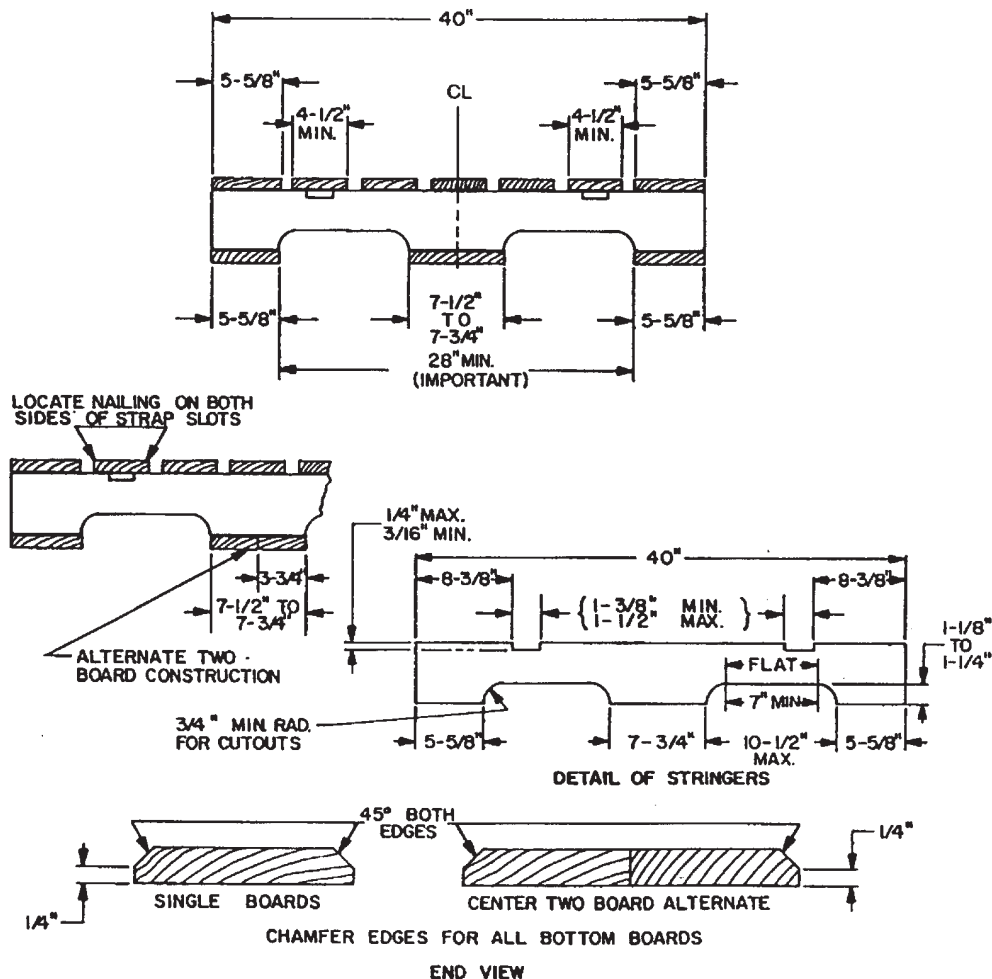 40"
5-5/8"
5-5/8"
CL
4-1/2"
MIN.
4-1/2"
MIN.
7-1/2"
TO
7-3/4"
5-5/8"
5-5/8"
28" MIN.
(IMPORTANT)
LOCATE NAILING ON BOTH
SIDES OF STRAP SLOTS
3-3/4"
7-1/2" TO
7-3/4"
ALTERNATE TWO -
BOARD CONSTRUCTION
1/4" MAX.
3/16" MIN.
40"
8-3/8"
8-3/8"
{ 1-3/8" MIN. }
{ 1-1/2" MAX. }
1-1/8"
TO
1-1/4"
FLAT
7" MIN
3/4" MIN. RAD.
FOR CUTOUTS
5-5/8"
7-3/4"
10-1/2"
MAX.
5-5/8"
DETAIL OF STRINGERS
45° BOTH
EDGES
1/4"
1/4"
SINGLE BOARDS
CENTER TWO BOARD ALTERNATE
CHAMFER EDGES FOR ALL BOTTOM BOARDS
END VIEW